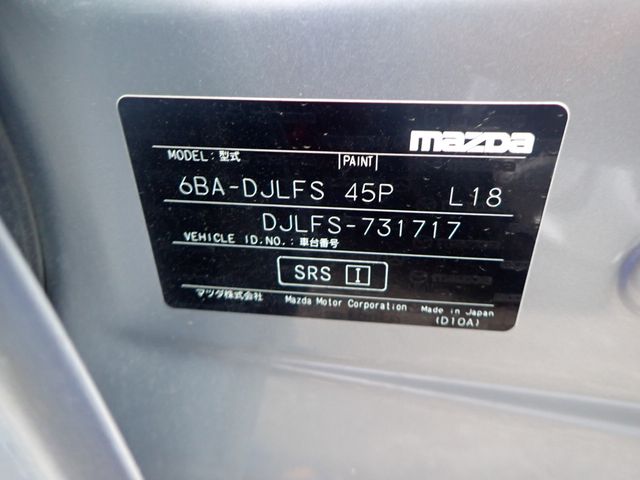 mazda
MODEL: 型式 PAINT
6BA-DJLFS 45P L18
DJLFS-731717
VEHICLE ID.NO.: 車台番号
SRS I
マツダ株式会社 Mazda Motor Corporation Made in Japan
(D10A)